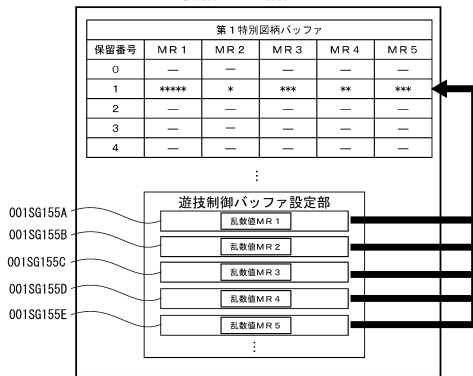 第1特別図柄バッファ
保留番号 MR1 MR2 MR3 MR4 MR5
0 — — — — —
1 ***** * *** ** ***
2 — — — — —
3 — — — — —
4 — — — — —
⋮
遊技制御バッファ設定部
001SG155A 乱数値MR1
001SG155B 乱数値MR2
001SG155C 乱数値MR3
001SG155D 乱数値MR4
001SG155E 乱数値MR5
⋮